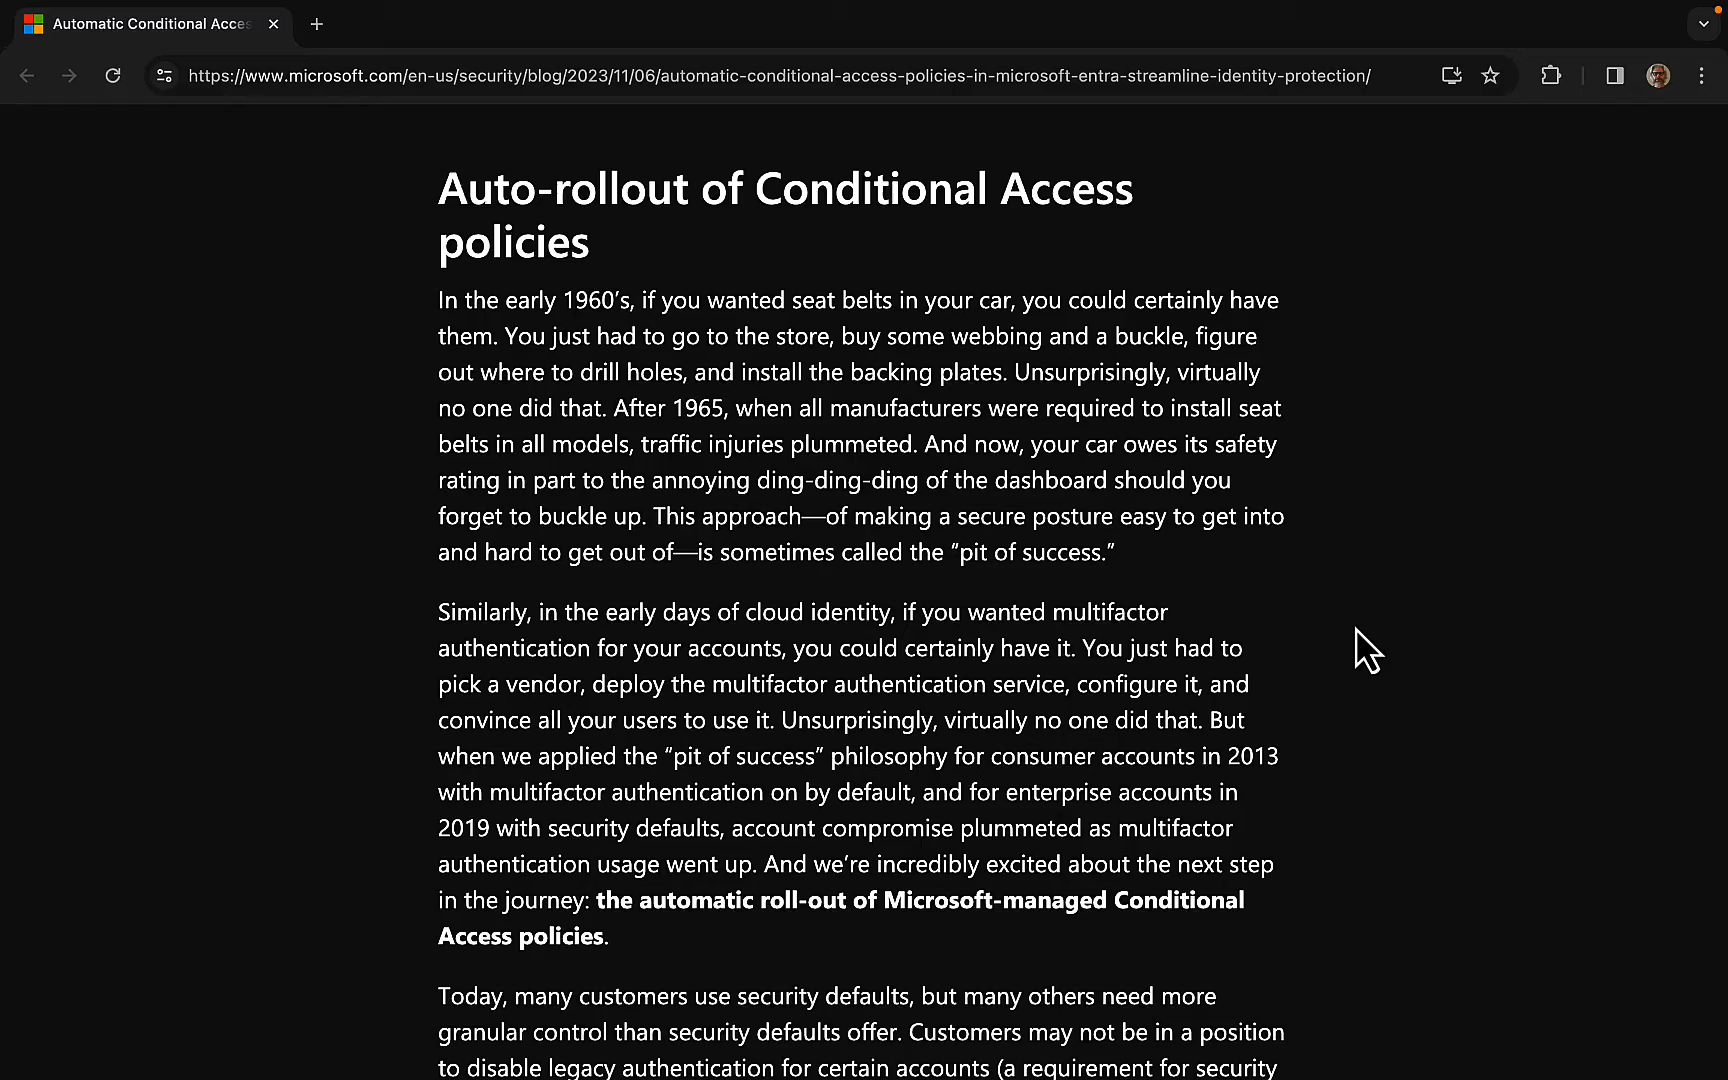 Automatic Conditional Acces
https://www.microsoft.com/en-us/security/blog/2023/11/06/automatic-conditional-access-policies-in-microsoft-entra-streamline-identity-protection/
Auto-rollout of Conditional Access
policies
In the early 1960’s, if you wanted seat belts in your car, you could certainly have
them. You just had to go to the store, buy some webbing and a buckle, figure
out where to drill holes, and install the backing plates. Unsurprisingly, virtually
no one did that. After 1965, when all manufacturers were required to install seat
belts in all models, traffic injuries plummeted. And now, your car owes its safety
rating in part to the annoying ding-ding-ding of the dashboard should you
forget to buckle up. This approach—of making a secure posture easy to get into
and hard to get out of—is sometimes called the “pit of success.”
Similarly, in the early days of cloud identity, if you wanted multifactor
authentication for your accounts, you could certainly have it. You just had to
pick a vendor, deploy the multifactor authentication service, configure it, and
convince all your users to use it. Unsurprisingly, virtually no one did that. But
when we applied the “pit of success” philosophy for consumer accounts in 2013
with multifactor authentication on by default, and for enterprise accounts in
2019 with security defaults, account compromise plummeted as multifactor
authentication usage went up. And we’re incredibly excited about the next step
in the journey: the automatic roll-out of Microsoft-managed Conditional
Access policies.
Today, many customers use security defaults, but many others need more
granular control than security defaults offer. Customers may not be in a position
to disable legacy authentication for certain accounts (a requirement for security